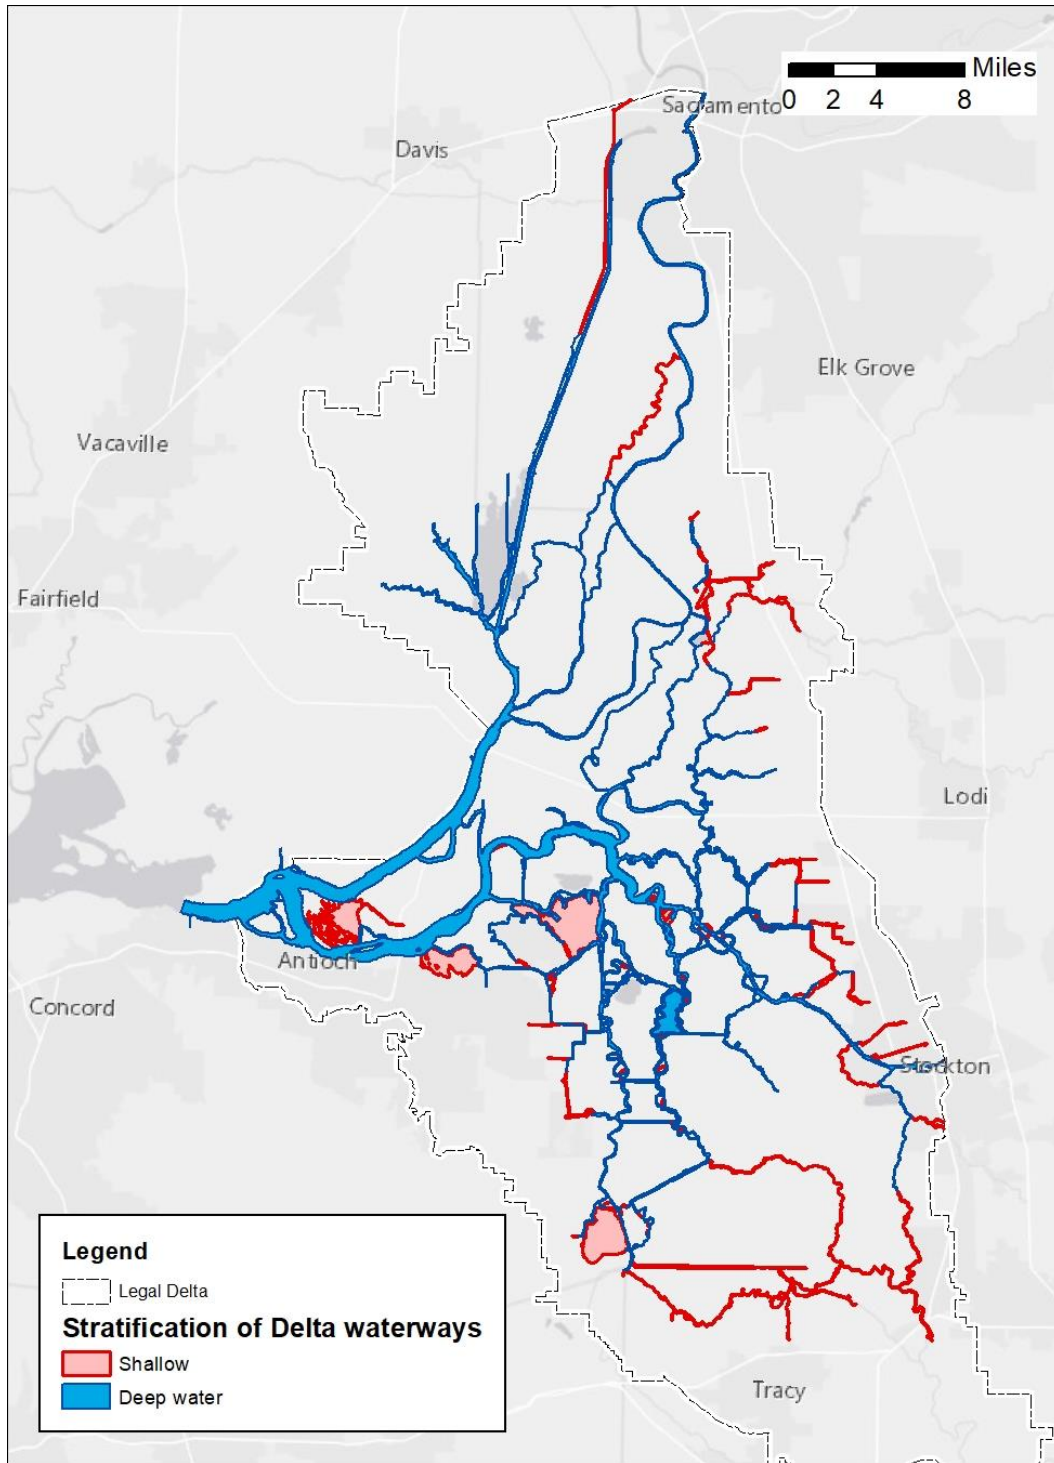 Miles
0 2 4 8
Sacramento
Davis
Elk Grove
Vacaville
Fairfield
Lodi
Antioch
Concord
Stockton
Legend
Legal Delta
Stratification of Delta waterways
Shallow
Deep water
Tracy